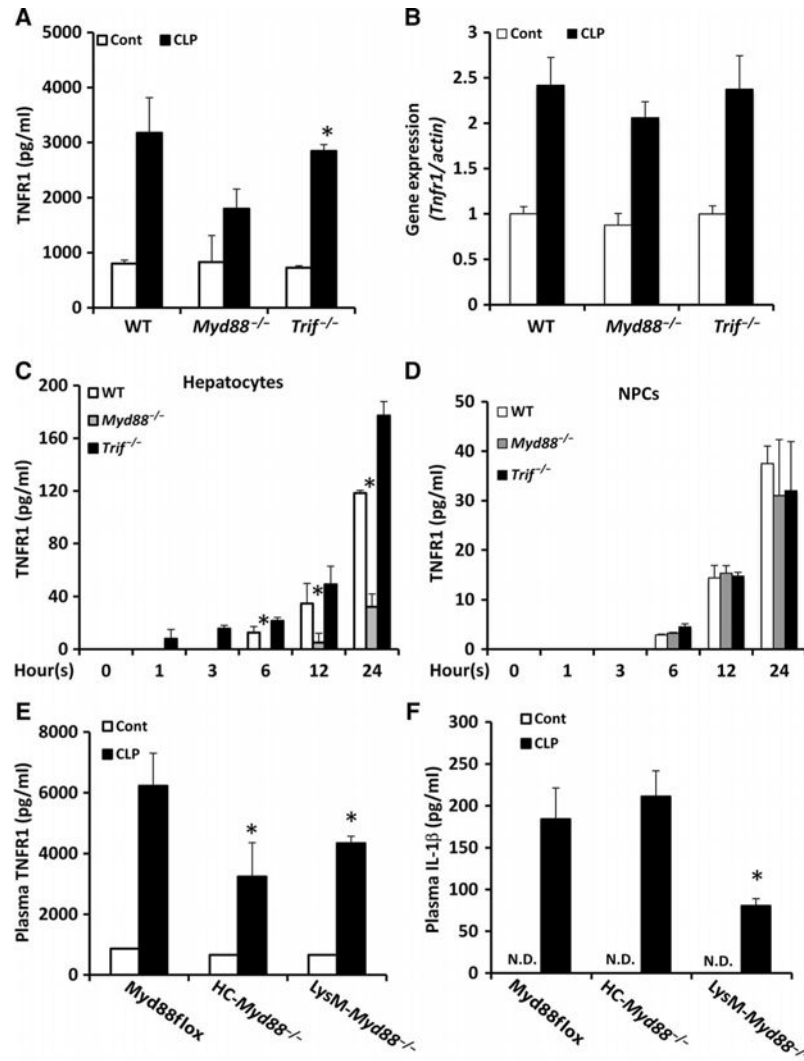 A
Cont CLP
5000
4000
3000
2000
1000
0
TNFR1 (pg/ml)
*
WT Myd88−/− Trif−/−
B
Cont CLP
3
2.5
2
1.5
1
0.5
0
Gene expression
(Tnfr1/actin)
WT Myd88−/− Trif−/−
C
Hepatocytes
WT
Myd88−/−
Trif−/−
200
160
120
80
40
0
TNFR1 (pg/ml)
* * *
Hour(s) 0 1 3 6 12 24
D
NPCs
WT
Myd88−/−
Trif−/−
50
40
30
20
10
0
TNFR1 (pg/ml)
Hour(s) 0 1 3 6 12 24
E
Cont
CLP
8000
6000
4000
2000
0
Plasma TNFR1 (pg/ml)
* *
Myd88flox HC-Myd88−/− LysM-Myd88−/−
F
Cont
CLP
300
250
200
150
100
50
0
Plasma IL-1β (pg/ml)
*
N.D. N.D. N.D.
Myd88flox HC-Myd88−/− LysM-Myd88−/−